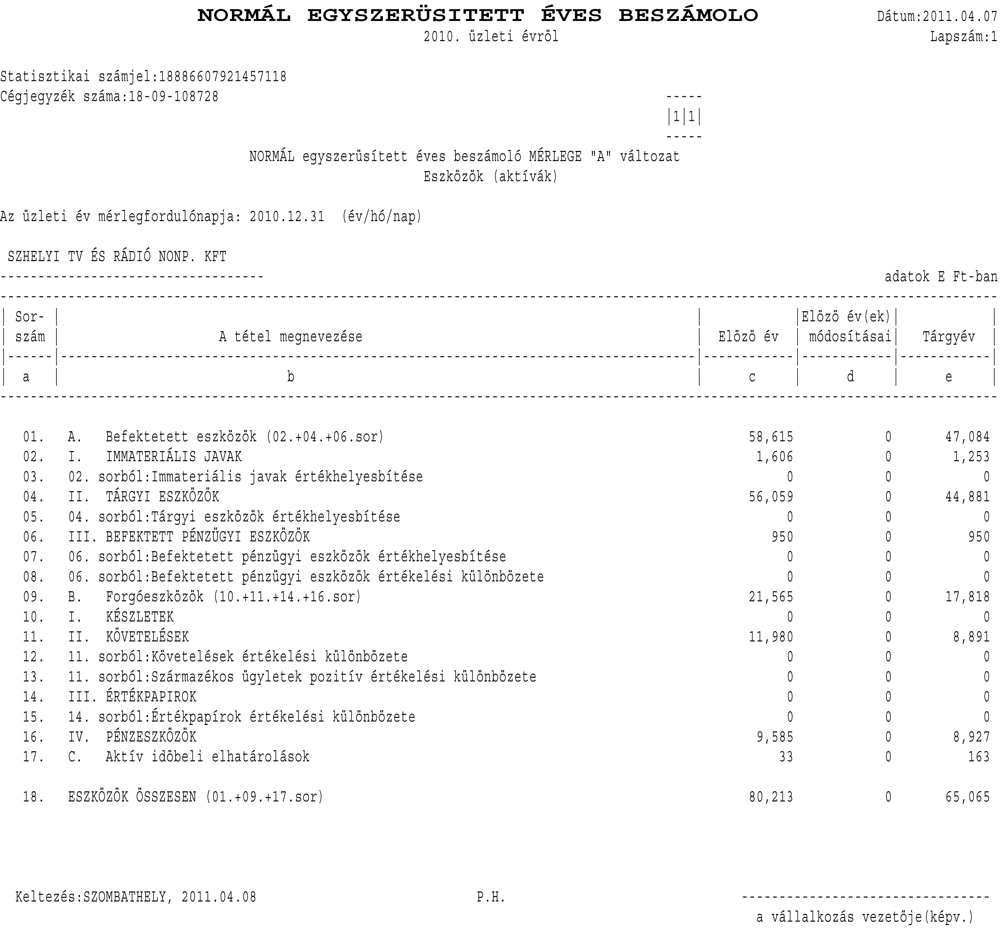 NORMÁL EGYSZERÜSITETT ÉVES BESZÁMOLO Dátum:2011.04.07
2010. üzleti évröl Lapszám:1
Statisztikai számjel:18886607921457118
Cégjegyzék száma:18-09-108728 -----
|1|1|
-----
NORMÁL egyszerüsített éves beszámoló MÉRLEGE "A" változat
Eszközök (aktívák)
Az üzleti év mérlegfordulónapja: 2010.12.31 (év/hó/nap)
SZHELYI TV ÉS RÁDIÓ NONP. KFT
----------------------------------- adatok E Ft-ban
| Sor- | | |Elözö év(ek)| |
| szám | A tétel megnevezése | Elözö év | módosításai| Tárgyév |
| a | b | c | d | e |
01. A. Befektetett eszközök (02.+04.+06.sor) 58,615 0 47,084
02. I. IMMATERIÁLIS JAVAK 1,606 0 1,253
03. 02. sorból:Immateriális javak értékhelyesbítése 0 0 0
04. II. TÁRGYI ESZKÖZÖK 56,059 0 44,881
05. 04. sorból:Tárgyi eszközök értékhelyesbítése 0 0 0
06. III. BEFEKTETT PÉNZÜGYI ESZKÖZÖK 950 0 950
07. 06. sorból:Befektetett pénzügyi eszközök értékhelyesbítése 0 0 0
08. 06. sorból:Befektetett pénzügyi eszközök értékelési különbözete 0 0 0
09. B. Forgóeszközök (10.+11.+14.+16.sor) 21,565 0 17,818
10. I. KÉSZLETEK 0 0 0
11. II. KÖVETELÉSEK 11,980 0 8,891
12. 11. sorból:Követelések értékelési különbözete 0 0 0
13. 11. sorból:Származékos ügyletek pozitív értékelési különbözete 0 0 0
14. III. ÉRTÉKPAPIROK 0 0 0
15. 14. sorból:Értékpapírok értékelési különbözete 0 0 0
16. IV. PÉNZESZKÖZÖK 9,585 0 8,927
17. C. Aktív idöbeli elhatárolások 33 0 163
18. ESZKÖZÖK ÖSSZESEN (01.+09.+17.sor) 80,213 0 65,065
Keltezés:SZOMBATHELY, 2011.04.08 P.H. ---------------------------------
a vállalkozás vezetöje(képv.)